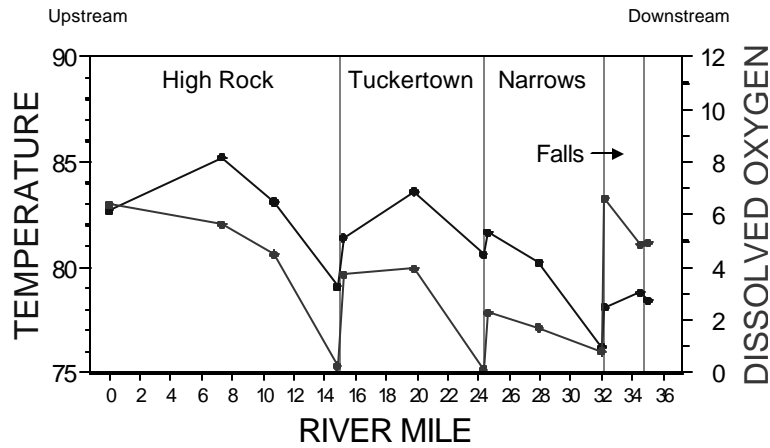 Upstream Downstream
90 12
High Rock Tuckertown Narrows
10
85 Falls 8
6
80 4
2
75 0
TEMPERATURE
DISSOLVED OXYGEN
0 2 4 6 8 10 12 14 16 18 20 22 24 26 28 30 32 34 36
RIVER MILE